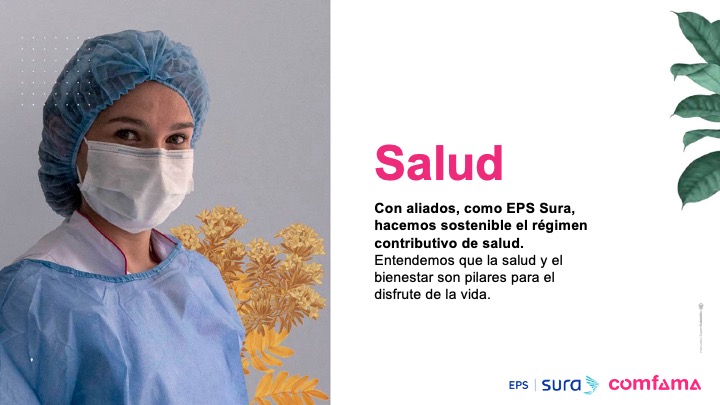 Salud
Con aliados, como EPS Sura,
hacemos sostenible el régimen
contributivo de salud.
Entendemos que la salud y el
bienestar son pilares para el
disfrute de la vida.
EPS sura comfama